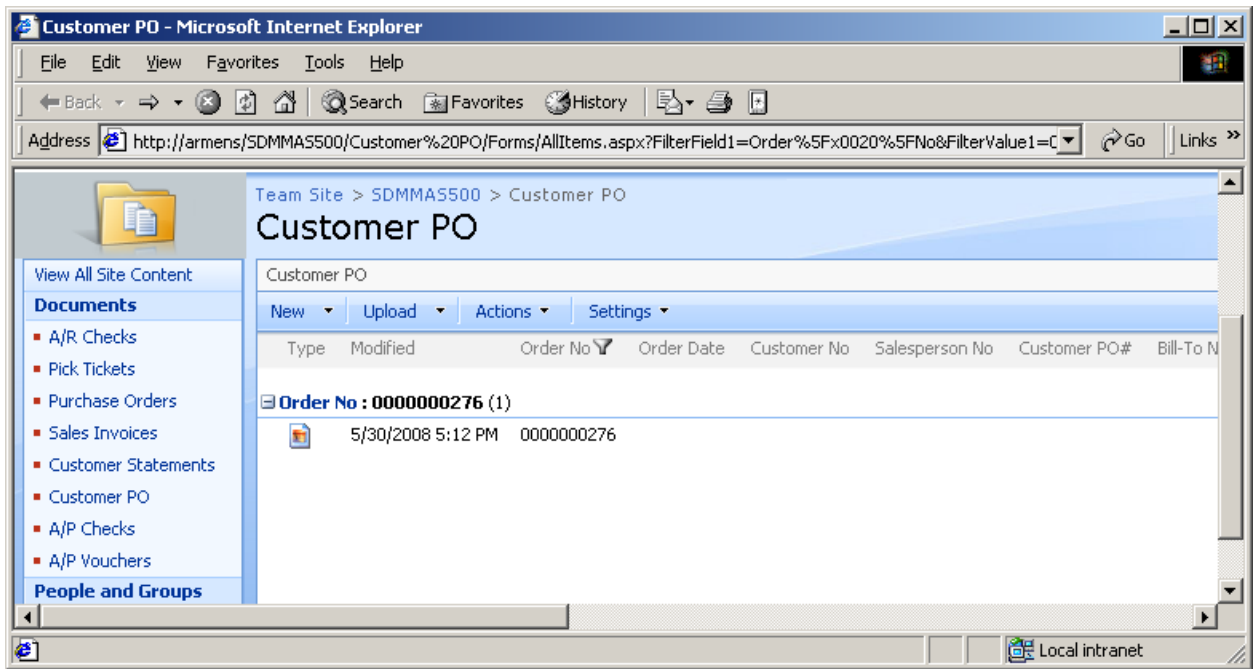 Customer PO - Microsoft Internet Explorer
File Edit View Favorites Tools Help
Back Search Favorites History
Address http://armens/SDMMAS500/Customer%20PO/Forms/AllItems.aspx?FilterField1=Order%5Fx0020%5FNo&FilterValue1=0 Go Links »
Team Site > SDMMAS500 > Customer PO
Customer PO
View All Site Content
Customer PO
Documents
New Upload Actions Settings
A/R Checks
Type Modified Order No Order Date Customer No Salesperson No Customer PO# Bill-To N
Pick Tickets
Purchase Orders
Order No : 0000000276 (1)
Sales Invoices
5/30/2008 5:12 PM 0000000276
Customer Statements
Customer PO
A/P Checks
A/P Vouchers
People and Groups
Local intranet